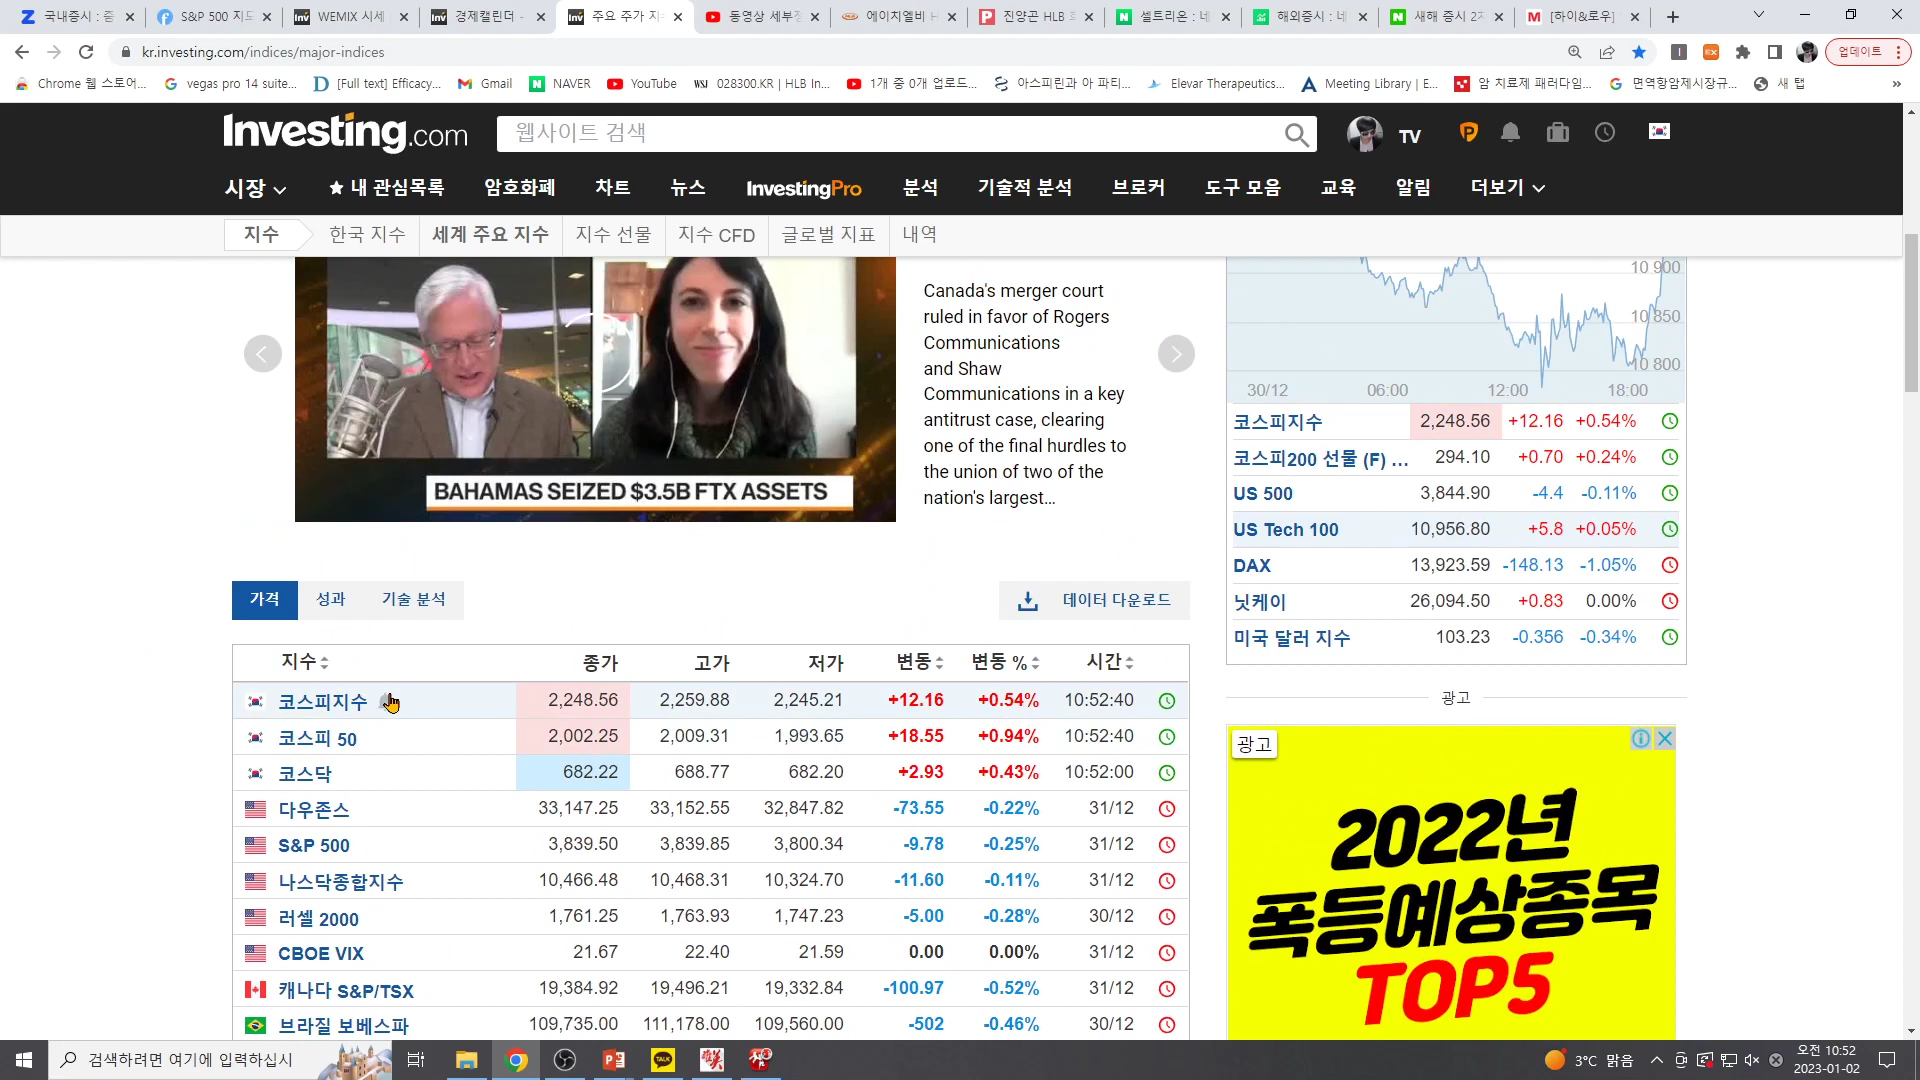 국내증시 : 증
S&P 500 지도
WEMIX 시세
경제캘린더 -
주요 주가 지
동영상 세부정
에이치엘비 H
진양곤 HLB 회
셀트리온 : 네
해외증시 : 네
새해 증시 2
[하이&로우]
kr.investing.com/indices/major-indices
업데이트
Chrome 웹 스토어...
vegas pro 14 suite...
[Full text] Efficacy...
Gmail
NAVER
YouTube
028300.KR | HLB In...
1개 중 0개 업로드...
아스피린과 아 파티...
Elevar Therapeutics...
Meeting Library | E...
암 치료제 패러다임...
면역항암제시장규...
새 탭
Investing.com
웹사이트 검색
TV
시장
내 관심목록
암호화폐
차트
뉴스
InvestingPro
분석
기술적 분석
브로커
도구 모음
교육
알림
더보기
지수
한국 지수
세계 주요 지수
지수 선물
지수 CFD
글로벌 지표
내역
BAHAMAS SEIZED $3.5B FTX ASSETS
Canada's merger court
ruled in favor of Rogers
Communications
and Shaw
Communications in a key
antitrust case, clearing
one of the final hurdles to
the union of two of the
nation's largest...
10 900
10 850
10 800
30/12 06:00 12:00 18:00
코스피지수 2,248.56 +12.16 +0.54%
코스피200 선물 (F) ... 294.10 +0.70 +0.24%
US 500 3,844.90 -4.4 -0.11%
US Tech 100 10,956.80 +5.8 +0.05%
DAX 13,923.59 -148.13 -1.05%
닛케이 26,094.50 +0.83 0.00%
미국 달러 지수 103.23 -0.356 -0.34%
가격
성과
기술 분석
데이터 다운로드
지수 종가 고가 저가 변동 변동 % 시간
코스피지수 2,248.56 2,259.88 2,245.21 +12.16 +0.54% 10:52:40
코스피 50 2,002.25 2,009.31 1,993.65 +18.55 +0.94% 10:52:40
코스닥 682.22 688.77 682.20 +2.93 +0.43% 10:52:00
다우존스 33,147.25 33,152.55 32,847.82 -73.55 -0.22% 31/12
S&P 500 3,839.50 3,839.85 3,800.34 -9.78 -0.25% 31/12
나스닥종합지수 10,466.48 10,468.31 10,324.70 -11.60 -0.11% 31/12
러셀 2000 1,761.25 1,763.93 1,747.23 -5.00 -0.28% 30/12
CBOE VIX 21.67 22.40 21.59 0.00 0.00% 31/12
캐나다 S&P/TSX 19,384.92 19,496.21 19,332.84 -100.97 -0.52% 31/12
브라질 보베스파 109,735.00 111,178.00 109,560.00 -502 -0.46% 30/12
광고
광고
2022년
폭등예상종목
TOP5
검색하려면 여기에 입력하십시
3°C 맑음
오전 10:52
2023-01-02